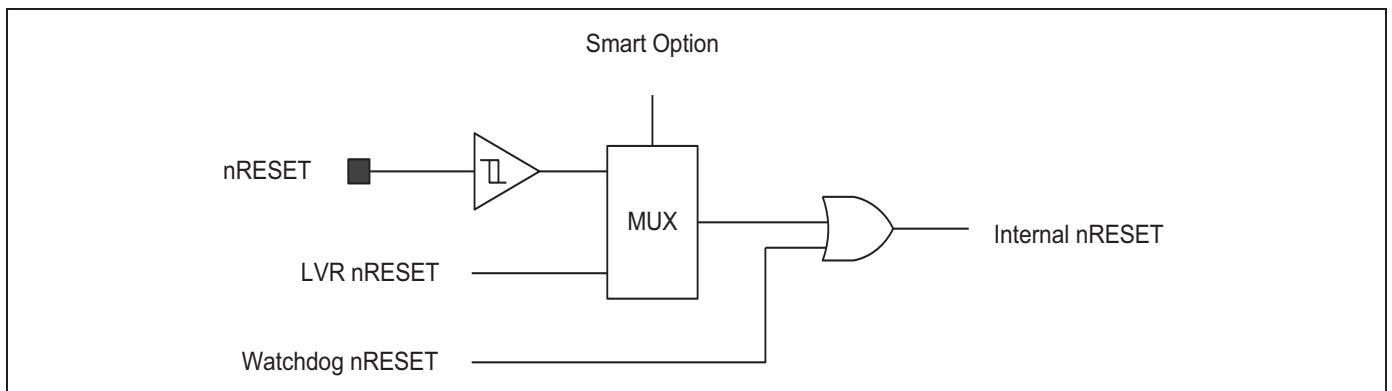 Smart Option
nRESET
MUX
Internal nRESET
LVR nRESET
Watchdog nRESET